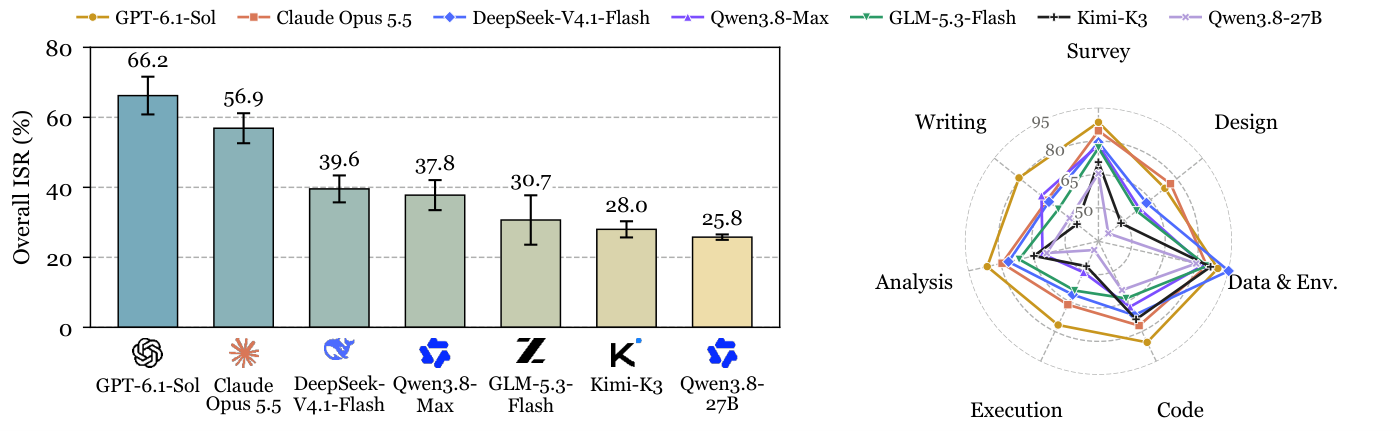 GPT-6.1-Sol Claude Opus 5.5 DeepSeek-V4.1-Flash Qwen3.8-Max GLM-5.3-Flash Kimi-K3 Qwen3.8-27B
Overall ISR (%)
80
60
40
20
0
66.2
56.9
39.6
37.8
30.7
28.0
25.8
GPT-6.1-Sol
Claude
Opus 5.5
DeepSeek-
V4.1-Flash
Qwen3.8-
Max
GLM-5.3-
Flash
Kimi-K3
Qwen3.8-
27B
Survey
Design
Data & Env.
Code
Execution
Analysis
Writing
95
80
65
50